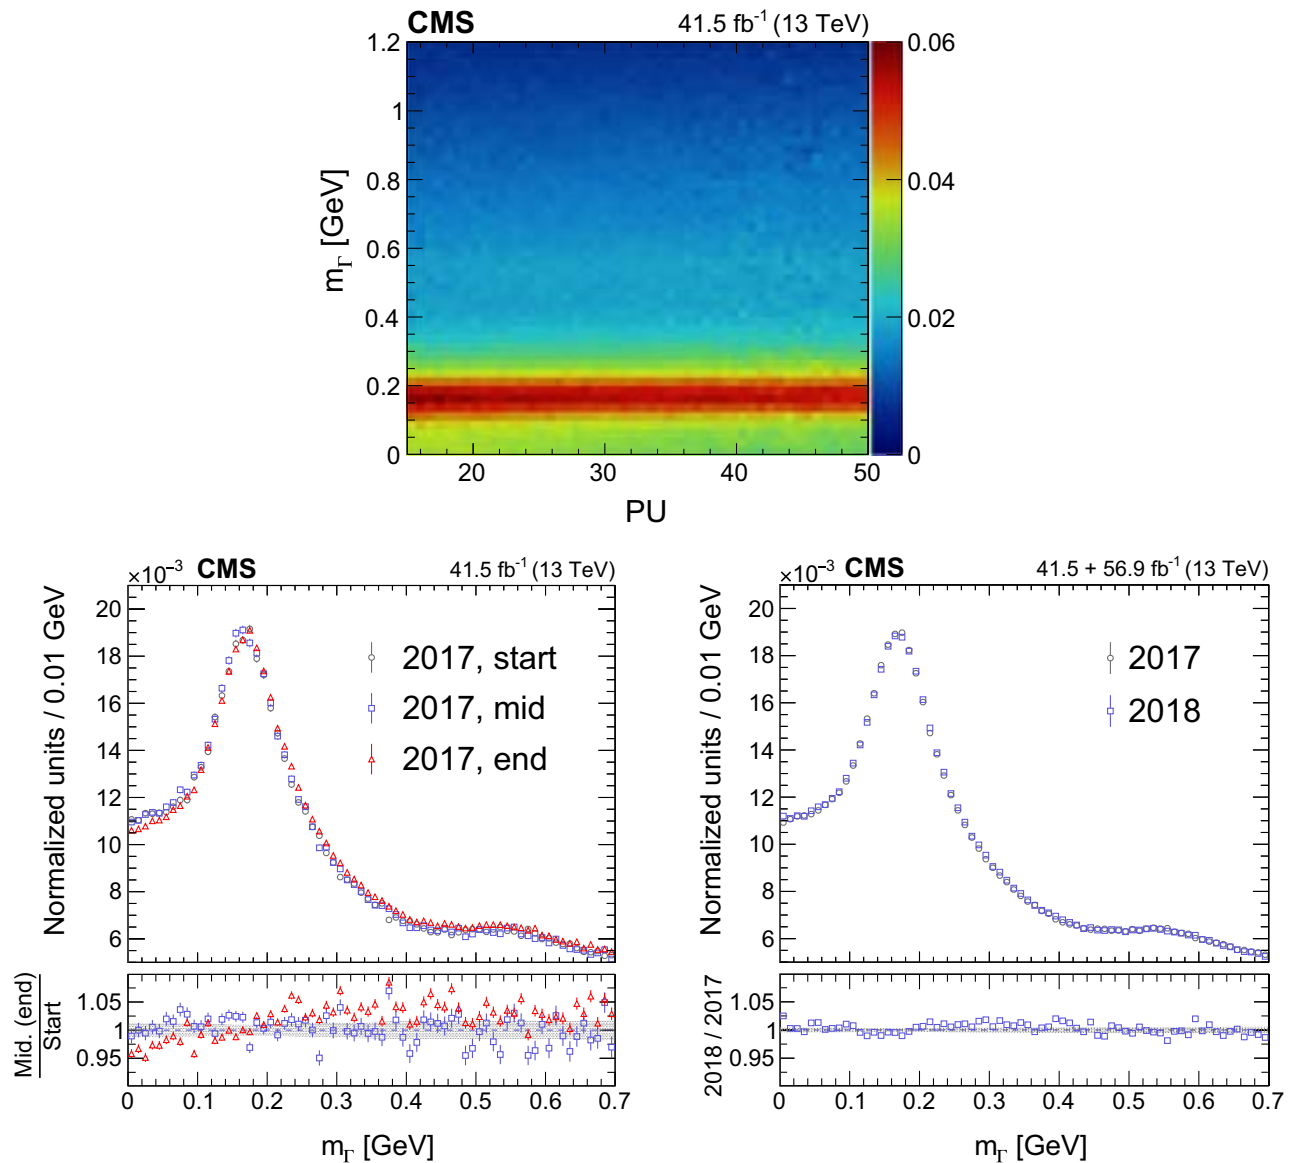 CMS 41.5 fb⁻¹ (13 TeV)
m_Γ [GeV]
1.2
1
0.8
0.6
0.4
0.2
0
0.06
0.04
0.02
0
20 30 40 50
PU
×10⁻³ CMS 41.5 fb⁻¹ (13 TeV)
Normalized units / 0.01 GeV
20
18
16
14
12
10
8
6
2017, start
2017, mid
2017, end
Mid. (end)
Start
1.05
1
0.95
0 0.1 0.2 0.3 0.4 0.5 0.6 0.7
m_Γ [GeV]
×10⁻³ CMS 41.5 + 56.9 fb⁻¹ (13 TeV)
Normalized units / 0.01 GeV
20
18
16
14
12
10
8
6
2017
2018
2018 / 2017
1.05
1
0.95
0 0.1 0.2 0.3 0.4 0.5 0.6 0.7
m_Γ [GeV]